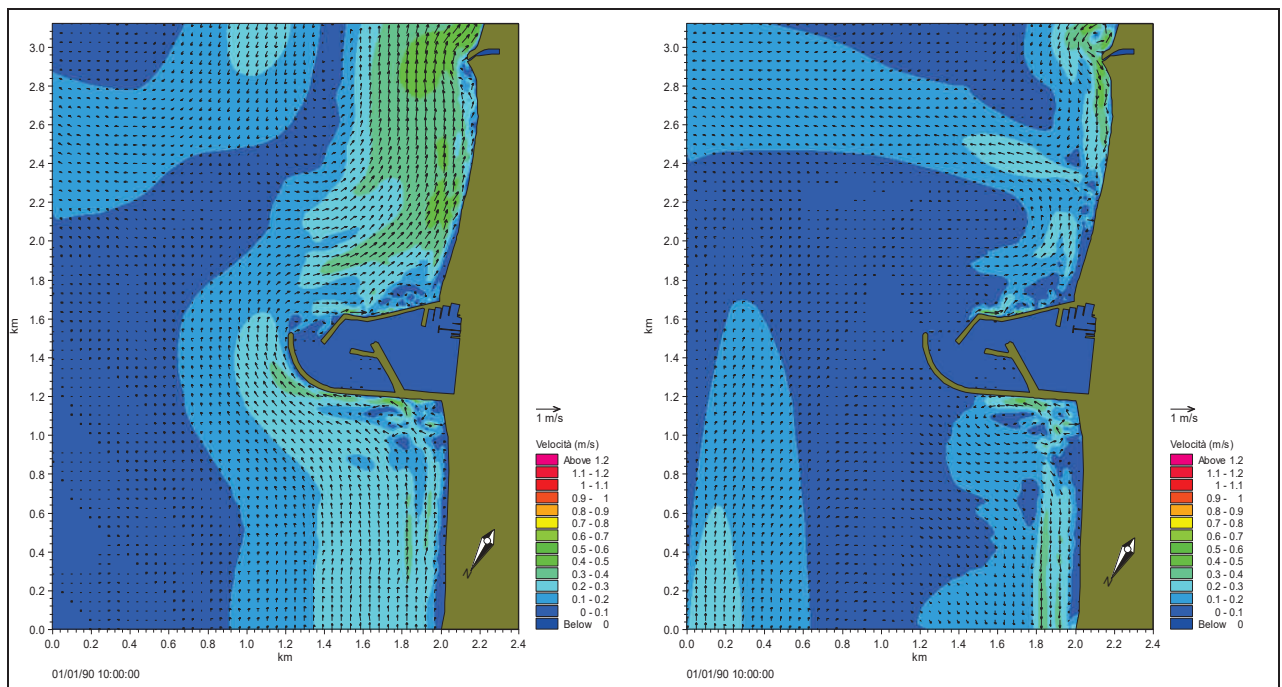 3.0
2.8
2.6
2.4
2.2
2.0
1.8
1.6
1.4
1.2
1.0
0.8
0.6
0.4
0.2
0.0
km
0.0 0.2 0.4 0.6 0.8 1.0 1.2 1.4 1.6 1.8 2.0 2.2 2.4
km
01/01/90 10:00:00
N
1 m/s
Velocità (m/s)
Above 1.2
1.1 - 1.2
1 - 1.1
0.9 - 1
0.8 - 0.9
0.7 - 0.8
0.6 - 0.7
0.5 - 0.6
0.4 - 0.5
0.3 - 0.4
0.2 - 0.3
0.1 - 0.2
0 - 0.1
Below 0
3.0
2.8
2.6
2.4
2.2
2.0
1.8
1.6
1.4
1.2
1.0
0.8
0.6
0.4
0.2
0.0
km
0.0 0.2 0.4 0.6 0.8 1.0 1.2 1.4 1.6 1.8 2.0 2.2 2.4
km
01/01/90 10:00:00
N
1 m/s
Velocità (m/s)
Above 1.2
1.1 - 1.2
1 - 1.1
0.9 - 1
0.8 - 0.9
0.7 - 0.8
0.6 - 0.7
0.5 - 0.6
0.4 - 0.5
0.3 - 0.4
0.2 - 0.3
0.1 - 0.2
0 - 0.1
Below 0